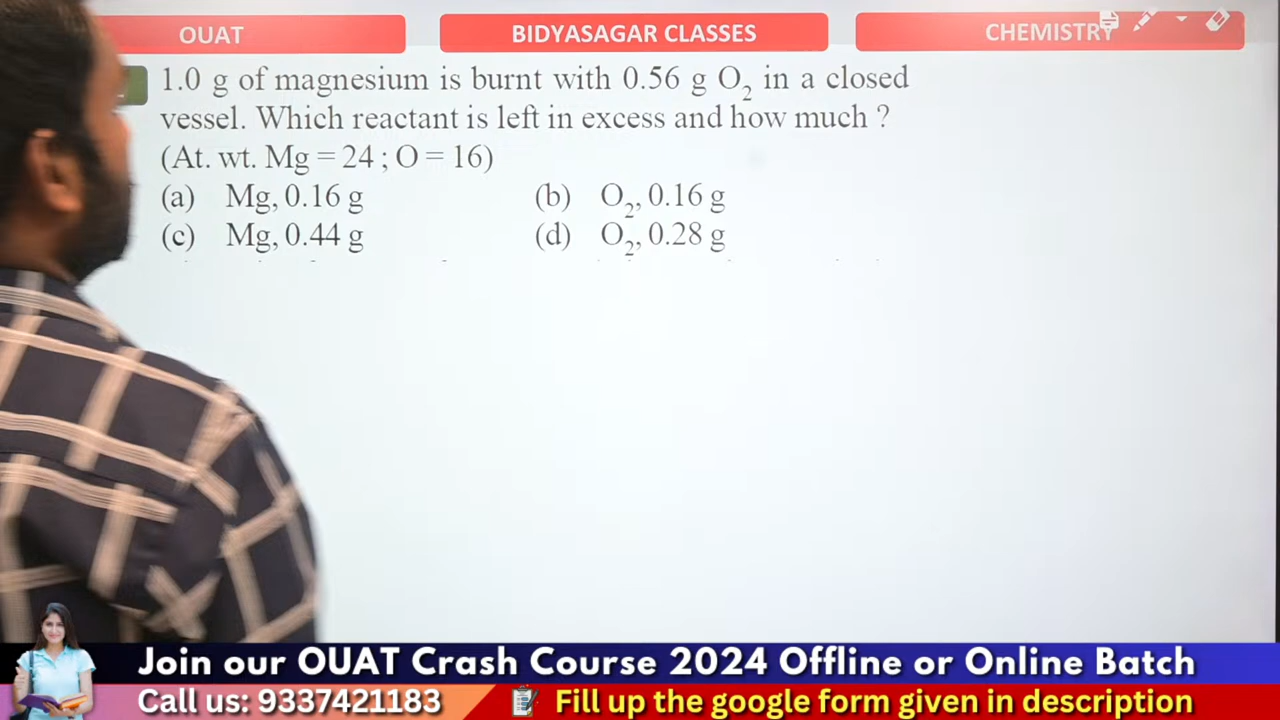 OUAT
BIDYASAGAR CLASSES
CHEMISTRY
1.0 g of magnesium is burnt with 0.56 g O₂ in a closed
vessel. Which reactant is left in excess and how much ?
(At. wt. Mg = 24 ; O = 16)
(a) Mg, 0.16 g (b) O₂, 0.16 g
(c) Mg, 0.44 g (d) O₂, 0.28 g
Join our OUAT Crash Course 2024 Offline or Online Batch
Call us: 9337421183 Fill up the google form given in description